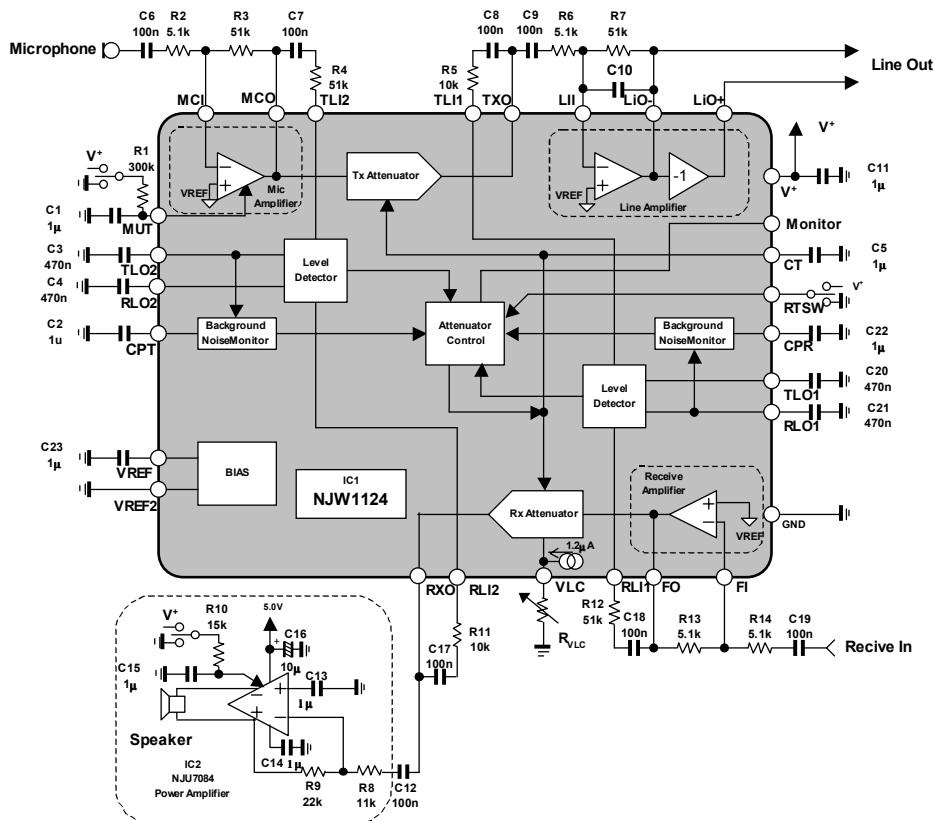 C6 R2 R3 C7
100n 5.1k 51k 100n
C8 C9 R6 R7
100n 100n 5.1k 51k
Microphone
R4
51k
R5
10k
C10
Line Out
MCI MCO TLI2
TLI1 TXO LII LiO- LiO+
V⁺
R1
300k
V⁺
VREF
Mic
Amplifier
Tx Attenuator
VREF
-1
Line Amplifier
V⁺
C11
1µ
C1
1µ
MUT
Monitor
C3
470n
TLO2
Level
Detector
CT
C5
1µ
C4
470n
RLO2
RTSW
V⁺
C2
1u
CPT
Background
NoiseMonitor
Attenuator
Control
Background
NoiseMonitor
CPR
C22
1µ
Level
Detector
TLO1
C20
470n
RLO1
C21
470n
C23
1µ
VREF
VREF2
BIAS
IC1
NJW1124
Rx Attenuator
Receive
Amplifier
VREF
GND
1.2µA
RXO RLI2 VLC RLI1 FO FI
R11
10k
C17
100n
RVLC
R12
51k
C18
100n
R13
5.1k
R14
5.1k
C19
100n
Recive In
V⁺
R10
15k
5.0V
+
C16
10µ
C15
1µ
C13
1µ
Speaker
C14 1µ
IC2
NJU7084
Power Amplifier
R9
22k
R8
11k
C12
100n